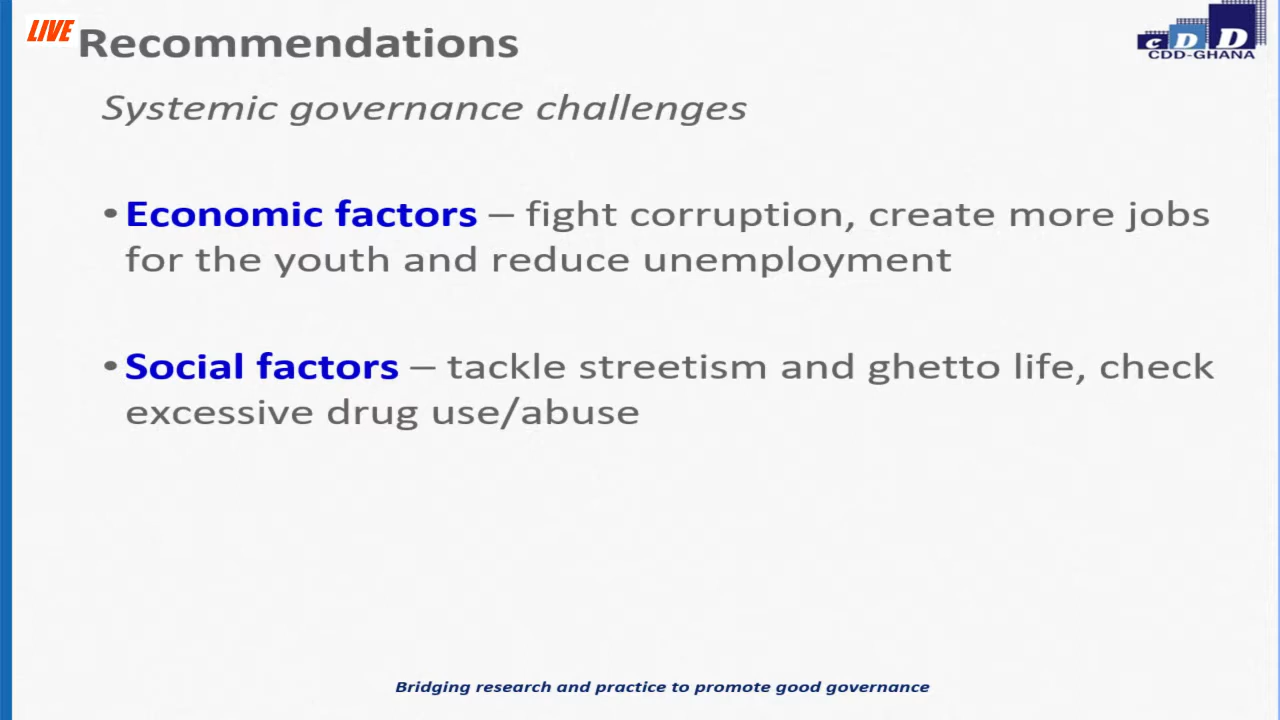 LIVE
Recommendations
CDD
CDD-GHANA
Systemic governance challenges
• Economic factors – fight corruption, create more jobs
for the youth and reduce unemployment
• Social factors – tackle streetism and ghetto life, check
excessive drug use/abuse
Bridging research and practice to promote good governance